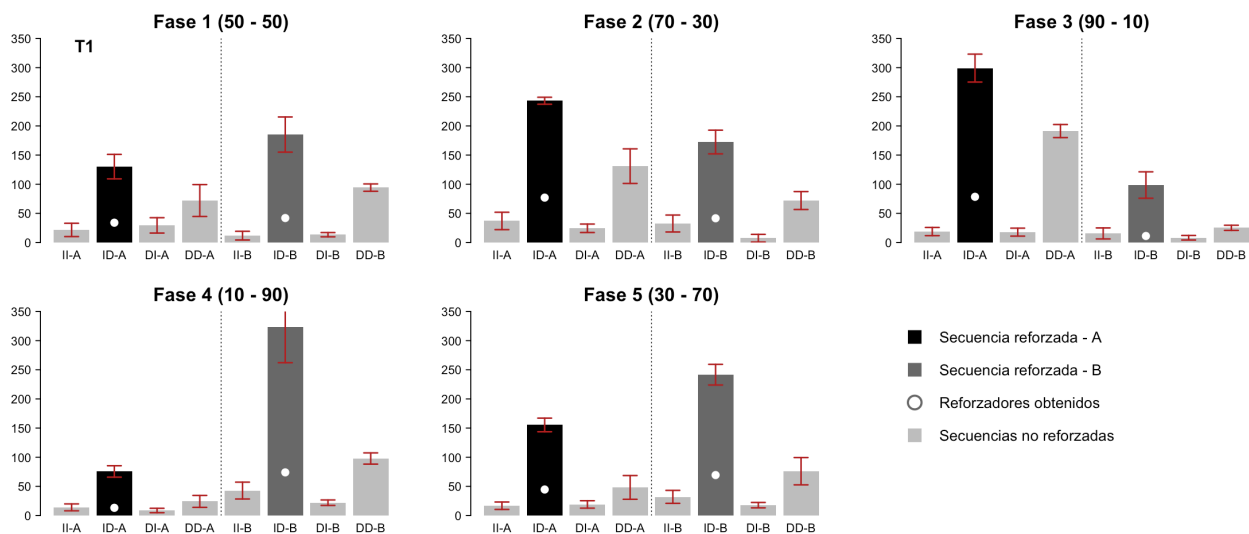 Fase 1 (50 - 50)
T1
350
300
250
200
150
100
50
0
II-A ID-A DI-A DD-A II-B ID-B DI-B DD-B
Fase 2 (70 - 30)
350
300
250
200
150
100
50
0
II-A ID-A DI-A DD-A II-B ID-B DI-B DD-B
Fase 3 (90 - 10)
350
300
250
200
150
100
50
0
II-A ID-A DI-A DD-A II-B ID-B DI-B DD-B
Fase 4 (10 - 90)
350
300
250
200
150
100
50
0
II-A ID-A DI-A DD-A II-B ID-B DI-B DD-B
Fase 5 (30 - 70)
350
300
250
200
150
100
50
0
II-A ID-A DI-A DD-A II-B ID-B DI-B DD-B
Secuencia reforzada - A
Secuencia reforzada - B
Reforzadores obtenidos
Secuencias no reforzadas